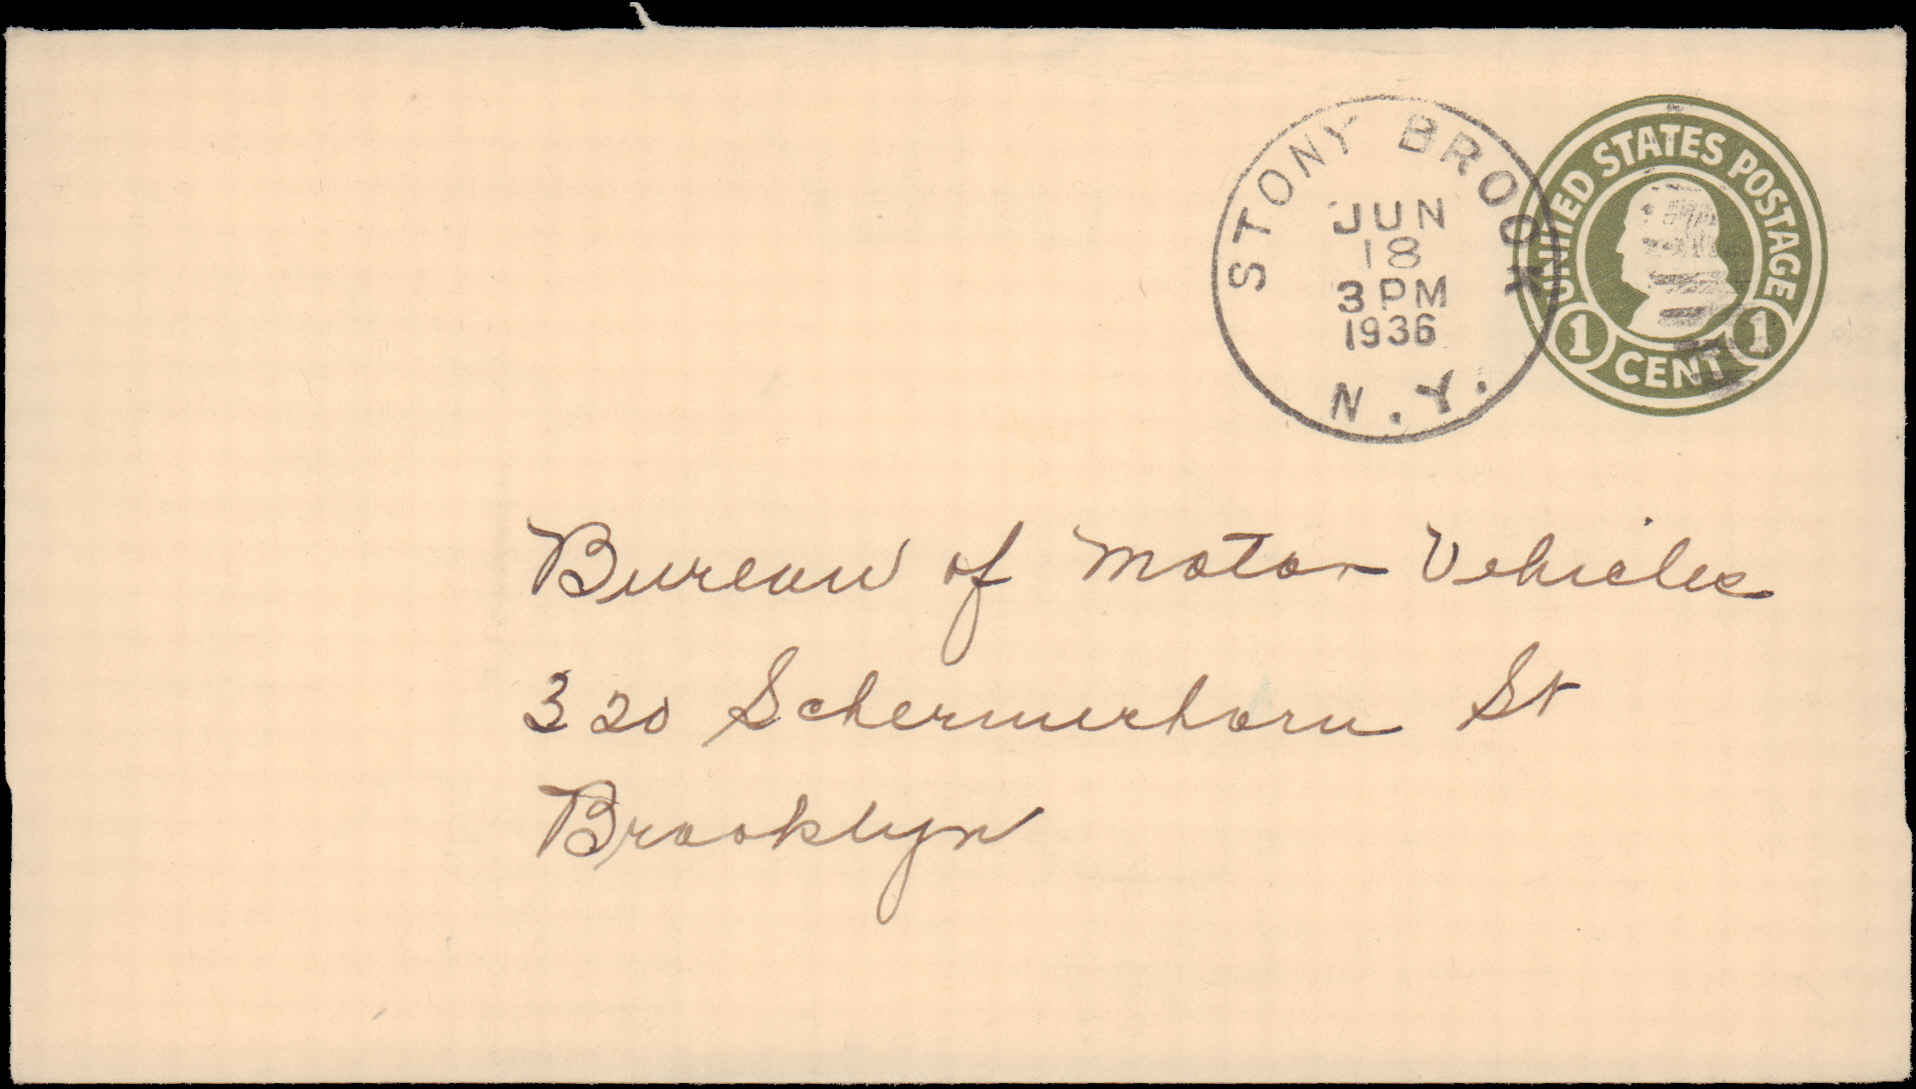 STONY BROOK
JUN
18
3 PM
1936
N.Y.
UNITED STATES POSTAGE
1 CENT 1
Bureau of Motor Vehicles
320 Schermerhorn St
Brooklyn